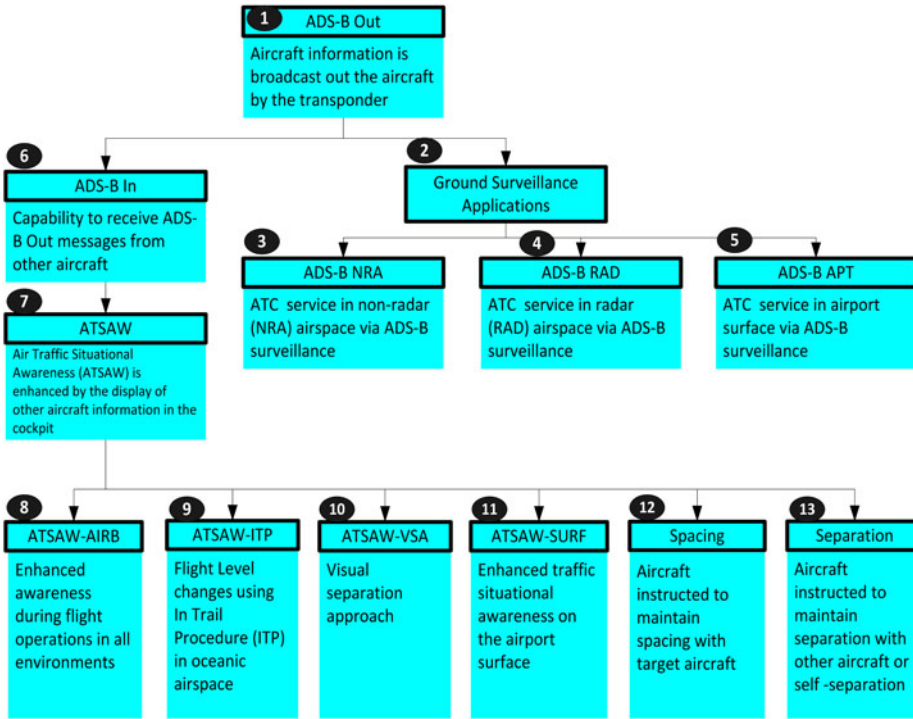 1
ADS-B Out
Aircraft information is
broadcast out the aircraft
by the transponder
6
ADS-B In
Capability to receive ADS-
B Out messages from
other aircraft
2
Ground Surveillance
Applications
3
ADS-B NRA
ATC service in non-radar
(NRA) airspace via ADS-B
surveillance
4
ADS-B RAD
ATC service in radar
(RAD) airspace via ADS-B
surveillance
5
ADS-B APT
ATC service in airport
surface via ADS-B
surveillance
7
ATSAW
Air Traffic Situational
Awareness (ATSAW) is
enhanced by the display of
other aircraft information in the
cockpit
8
ATSAW-AIRB
Enhanced
awareness
during flight
operations in all
environments
9
ATSAW-ITP
Flight Level
changes using
In Trail
Procedure (ITP)
in oceanic
airspace
10
ATSAW-VSA
Visual
separation
approach
11
ATSAW-SURF
Enhanced traffic
situational
awareness on
the airport
surface
12
Spacing
Aircraft
instructed to
maintain
spacing with
target aircraft
13
Separation
Aircraft
instructed to
maintain
separation with
other aircraft or
self -separation